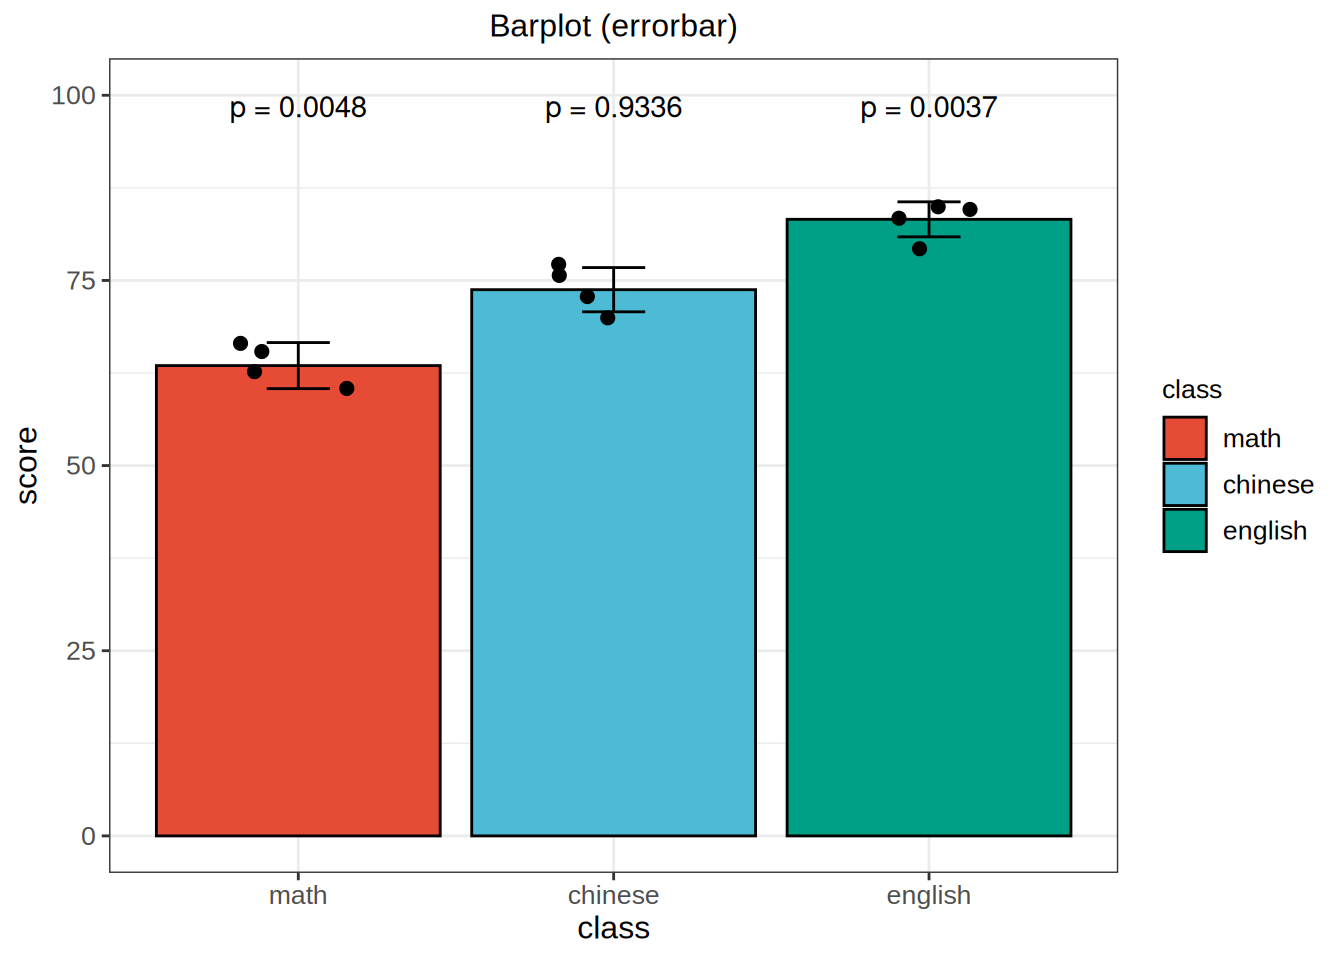 Barplot (errorbar)
100
p = 0.0048
p = 0.9336
p = 0.0037
75
50
25
0
score
math
chinese
english
class
class
math
chinese
english